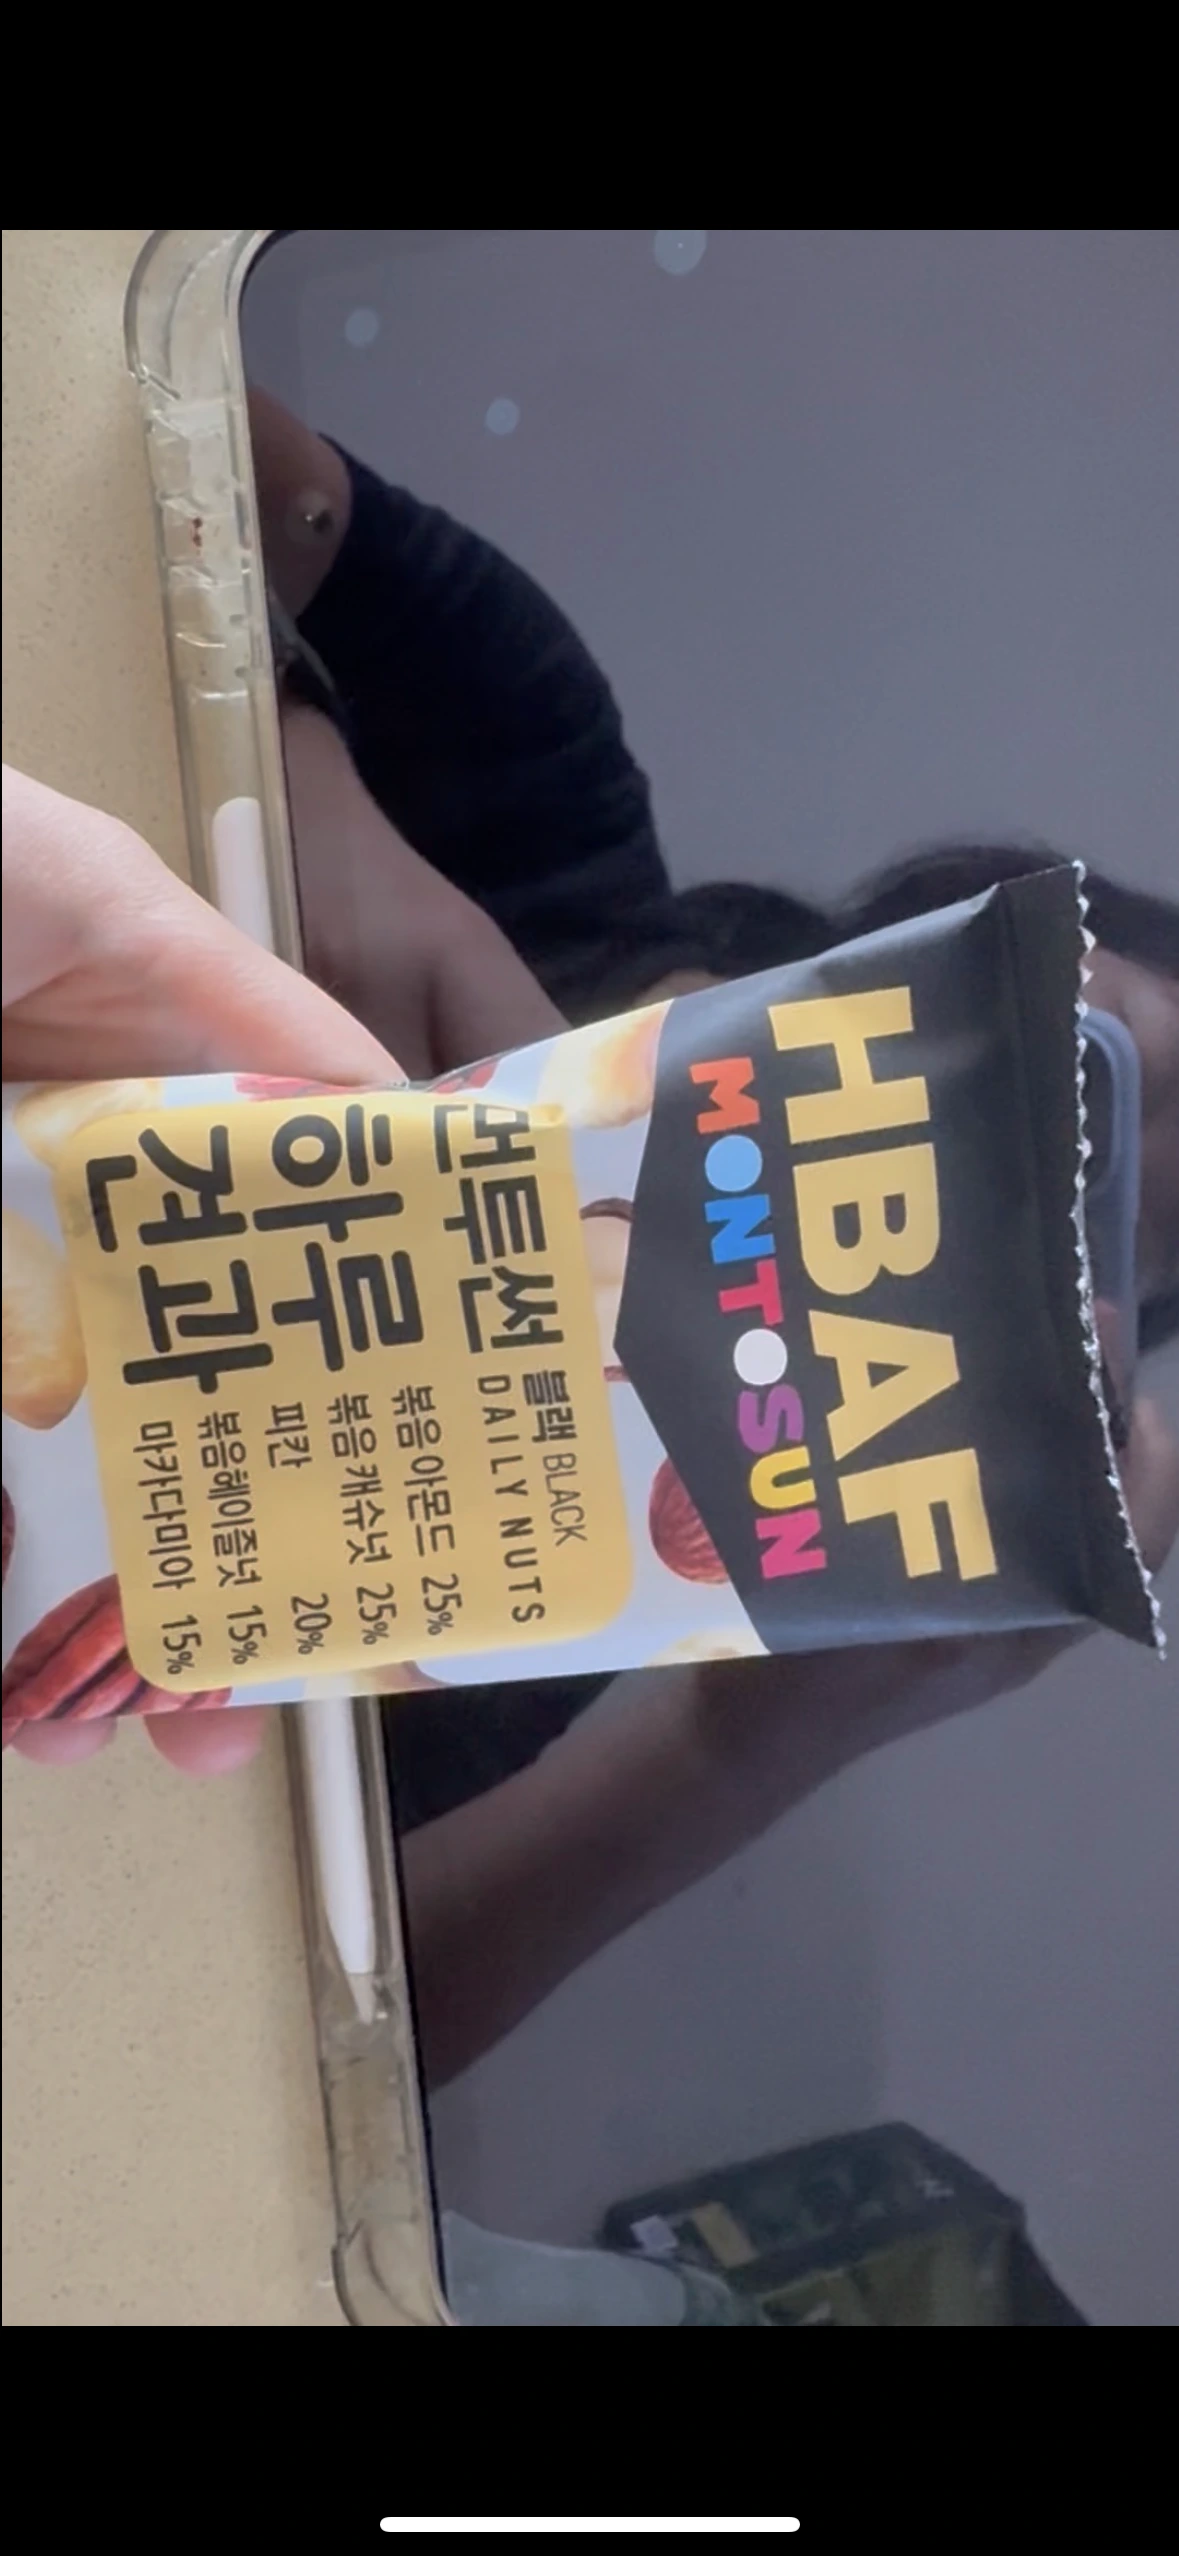 HBAF
MONTOSUN
먼투썬 블랙 BLACK
DAILY NUTS
하루
견과
볶음아몬드 25%
볶음캐슈넛 25%
피칸 20%
볶음헤이즐넛 15%
마카다미아 15%